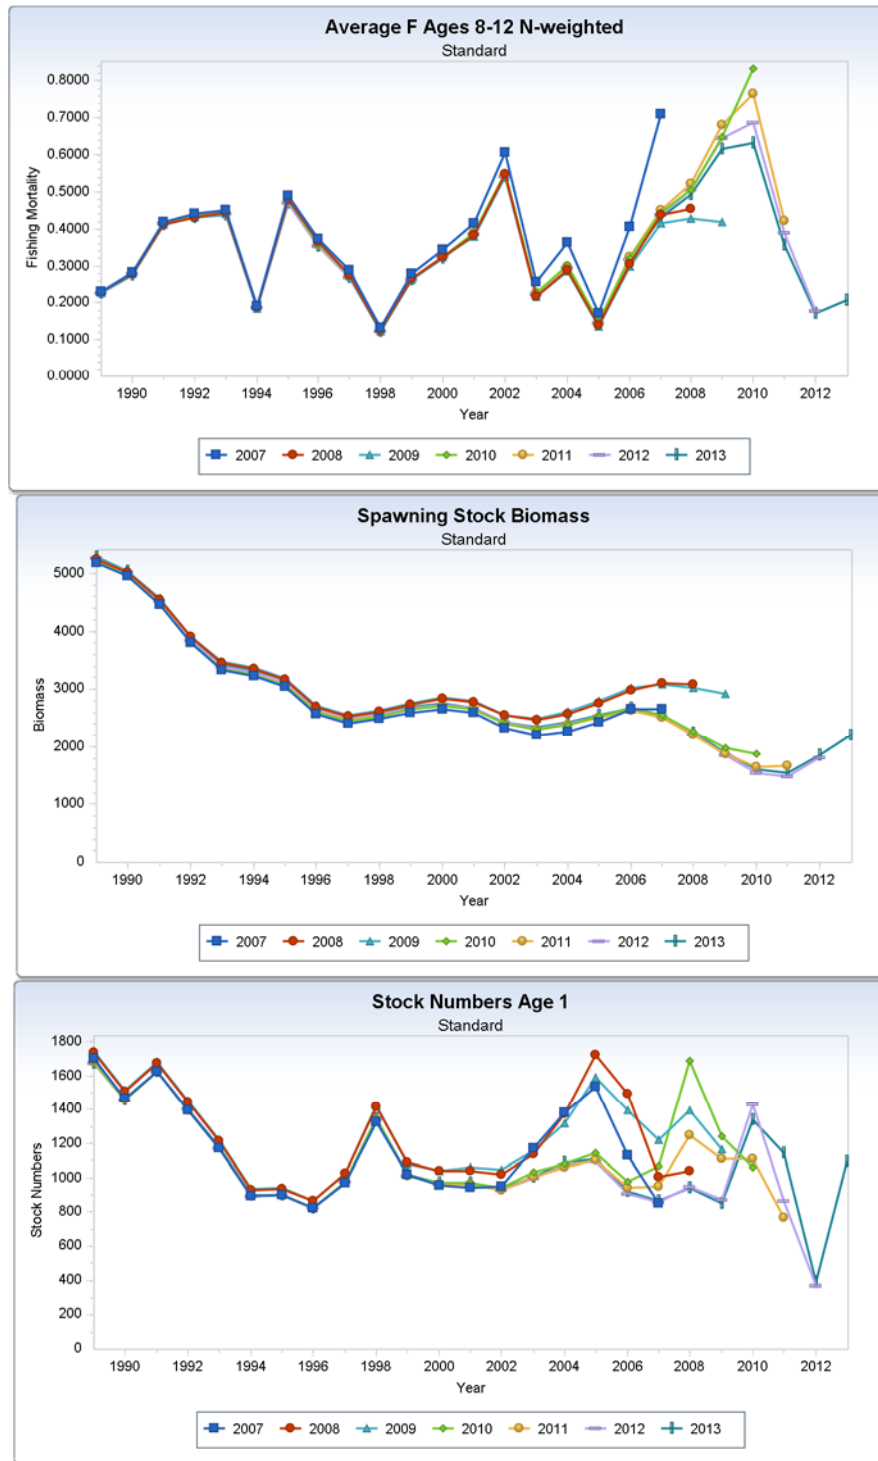 Average F Ages 8-12 N-weighted
Standard
0.8000
0.7000
0.6000
0.5000
0.4000
0.3000
0.2000
0.1000
0.0000
Fishing Mortality
1990 1992 1994 1996 1998 2000 2002 2004 2006 2008 2010 2012
Year
2007 2008 2009 2010 2011 2012 2013
Spawning Stock Biomass
Standard
5000
4000
3000
2000
1000
0
Biomass
1990 1992 1994 1996 1998 2000 2002 2004 2006 2008 2010 2012
Year
2007 2008 2009 2010 2011 2012 2013
Stock Numbers Age 1
Standard
1800
1600
1400
1200
1000
800
600
400
200
0
Stock Numbers
1990 1992 1994 1996 1998 2000 2002 2004 2006 2008 2010 2012
Year
2007 2008 2009 2010 2011 2012 2013